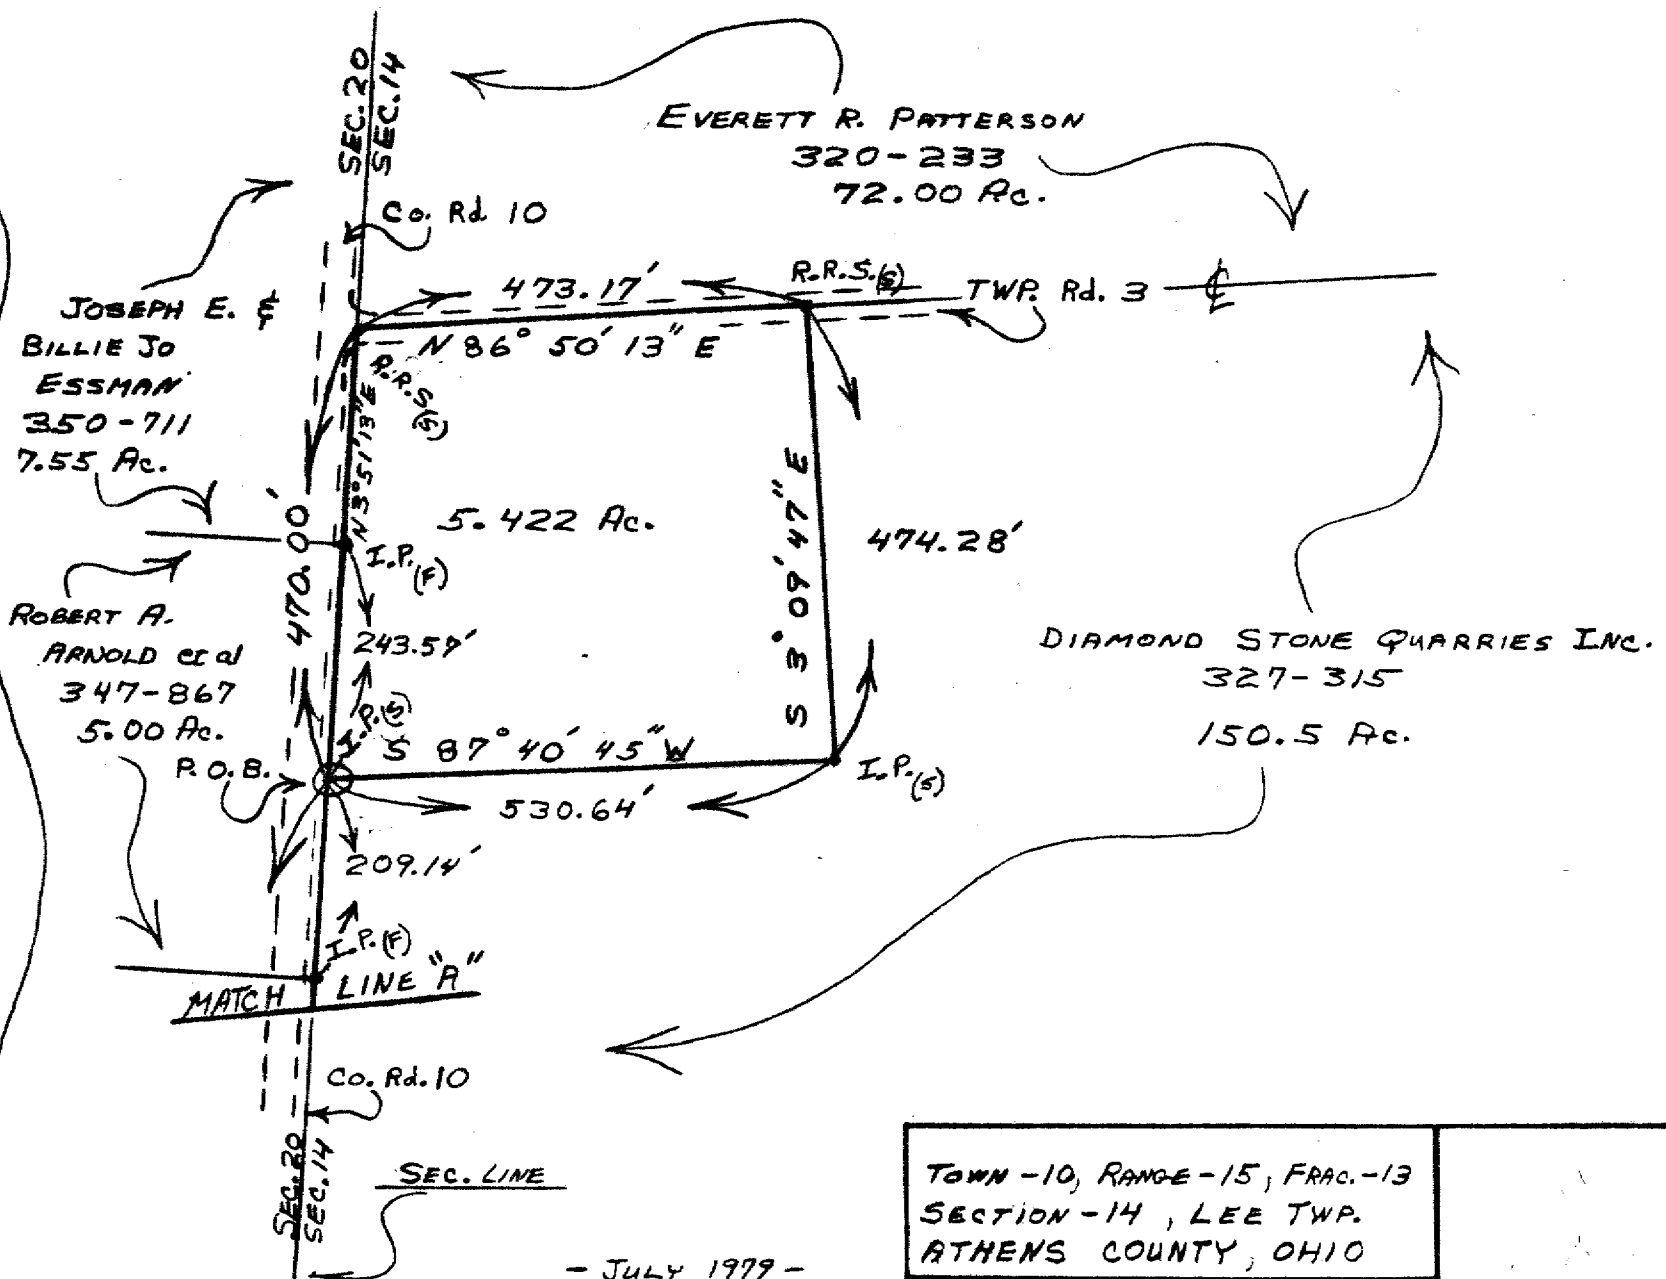 SEC. 20
SEC. 14
EVERETT R. PATTERSON
320-233
72.00 Ac.
Co. Rd 10
R.R.S.(S)
473.17'
TWP. Rd. 3
℄
N 86° 50' 13" E
JOSEPH E. &
BILLIE JO
ESSMAN
350-711
7.55 Ac.
R.R.S (S)
N 3° 51' 13" E
470.00'
5.422 Ac.
S 3° 09' 47" E
474.28'
I.P. (F)
ROBERT A.
ARNOLD et al
347-867
5.00 Ac.
243.57'
DIAMOND STONE QUARRIES INC.
327-315
150.5 Ac.
I.P. (S)
S 87° 40' 45" W
P.O.B.
I.P. (S)
530.64'
209.14'
I.P. (F)
MATCH LINE "A"
Co. Rd. 10
SEC. 20
SEC. 14
SEC. LINE
- JULY 1979 -
TOWN -10, RANGE -15, FRAC. -13
SECTION -14, LEE TWP.
ATHENS COUNTY, OHIO